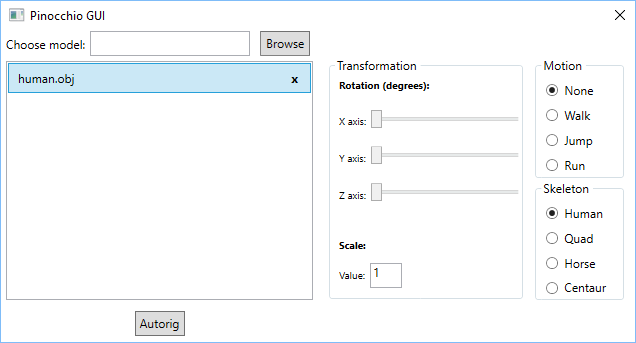 Pinocchio GUI
Choose model:
Browse
human.obj
x
Transformation
Rotation (degrees):
X axis:
Y axis:
Z axis:
Scale:
Value: 1
Motion
None
Walk
Jump
Run
Skeleton
Human
Quad
Horse
Centaur
Autorig